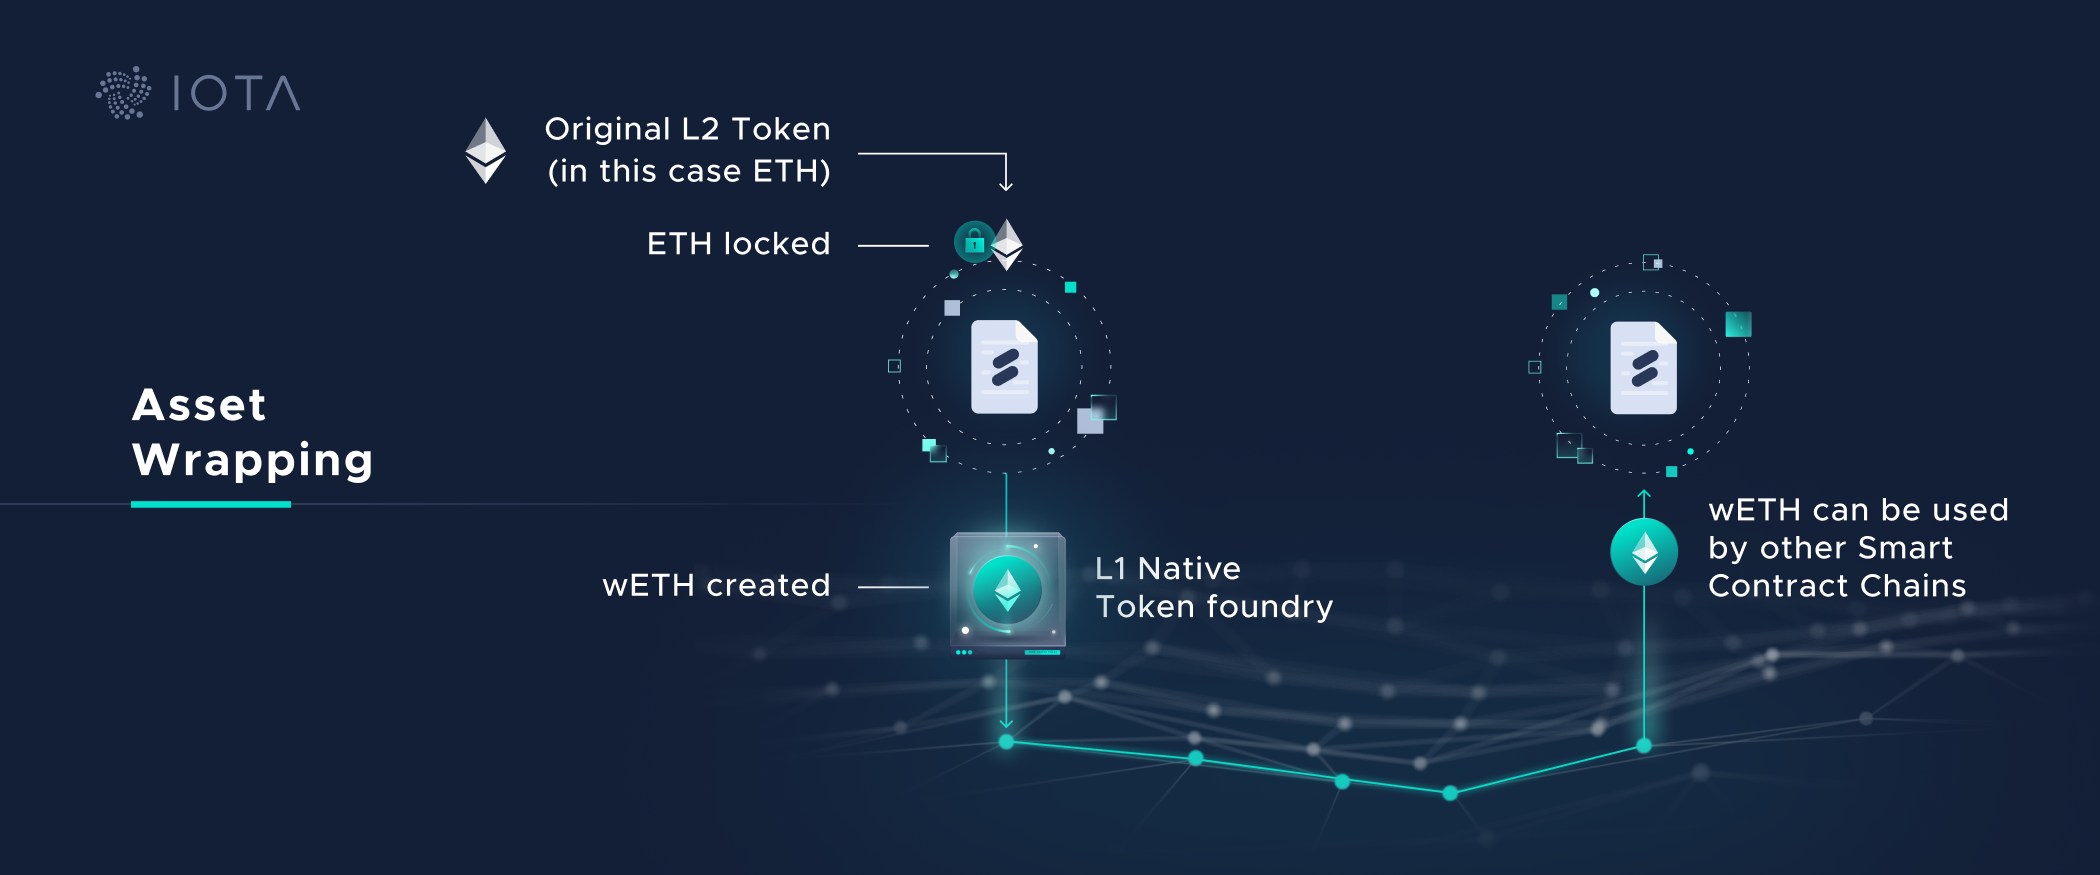 IOTA
Original L2 Token
(in this case ETH)
ETH locked
Asset
Wrapping
wETH created
L1 Native
Token foundry
wETH can be used
by other Smart
Contract Chains